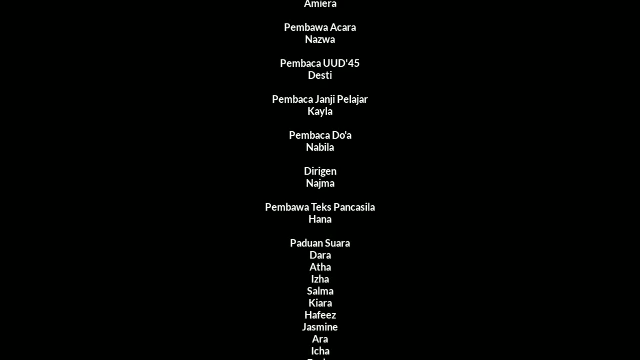 Amiera
Pembawa Acara
Nazwa
Pembaca UUD'45
Desti
Pembaca Janji Pelajar
Kayla
Pembaca Do'a
Nabila
Dirigen
Najma
Pembawa Teks Pancasila
Hana
Paduan Suara
Dara
Atha
Izha
Salma
Kiara
Hafeez
Jasmine
Ara
Icha